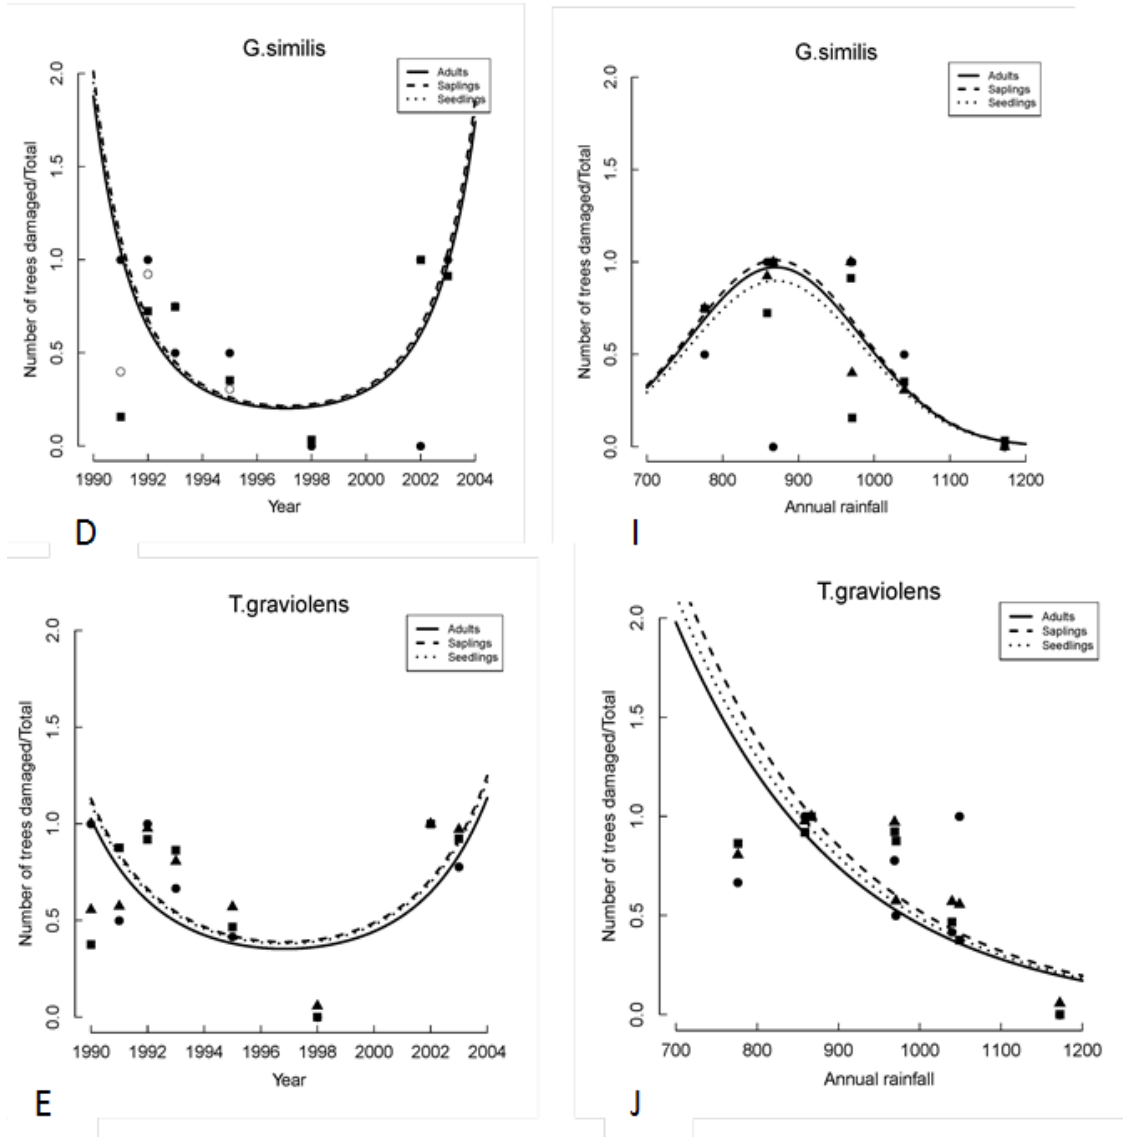 G.similis
Adults
Saplings
Seedlings
Number of trees damaged/Total
0.0 0.5 1.0 1.5 2.0
1990 1992 1994 1996 1998 2000 2002 2004
Year
D
G.similis
Adults
Saplings
Seedlings
Number of trees damaged/Total
0.0 0.5 1.0 1.5 2.0
700 800 900 1000 1100 1200
Annual rainfall
I
T.graviolens
Adults
Saplings
Seedlings
Number of trees damaged/Total
0.0 0.5 1.0 1.5 2.0
1990 1992 1994 1996 1998 2000 2002 2004
Year
E
T.graviolens
Adults
Saplings
Seedlings
Number of trees damaged/Total
0.0 0.5 1.0 1.5 2.0
700 800 900 1000 1100 1200
Annual rainfall
J